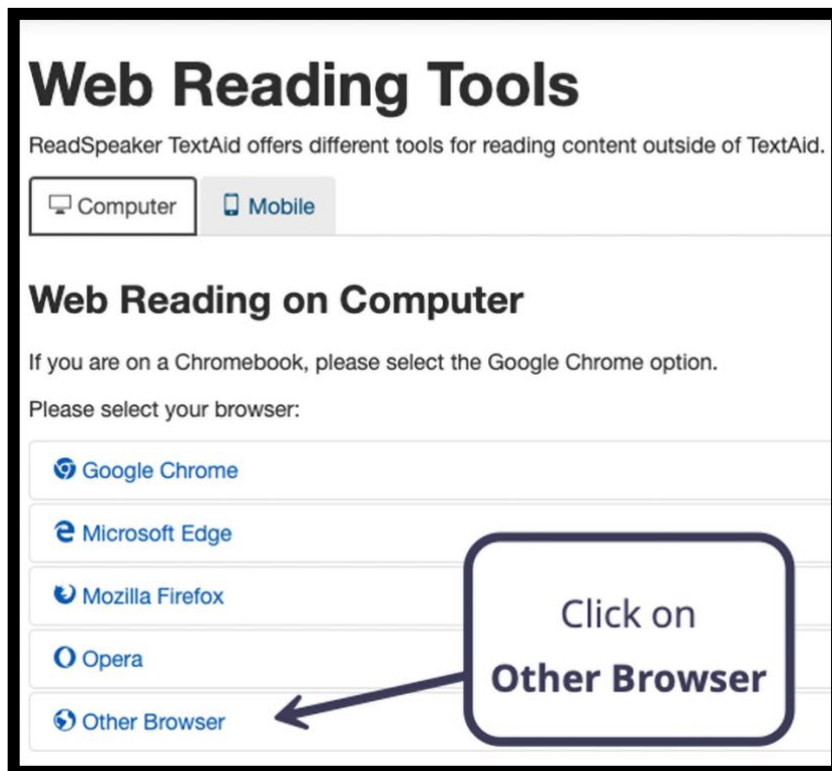 Web Reading Tools
ReadSpeaker TextAid offers different tools for reading content outside of TextAid.
Computer
Mobile
Web Reading on Computer
If you are on a Chromebook, please select the Google Chrome option.
Please select your browser:
Google Chrome
Microsoft Edge
Mozilla Firefox
Opera
Other Browser
Click on
Other Browser